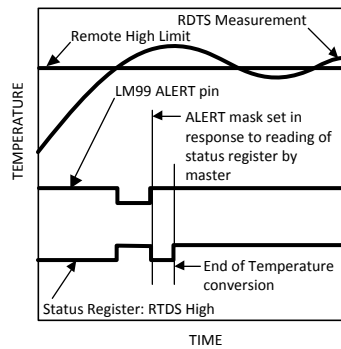 RDTS Measurement
Remote High Limit
LM99 ALERT pin
ALERT mask set in
response to reading of
status register by
master
End of Temperature
conversion
Status Register: RTDS High
TIME
TEMPERATURE